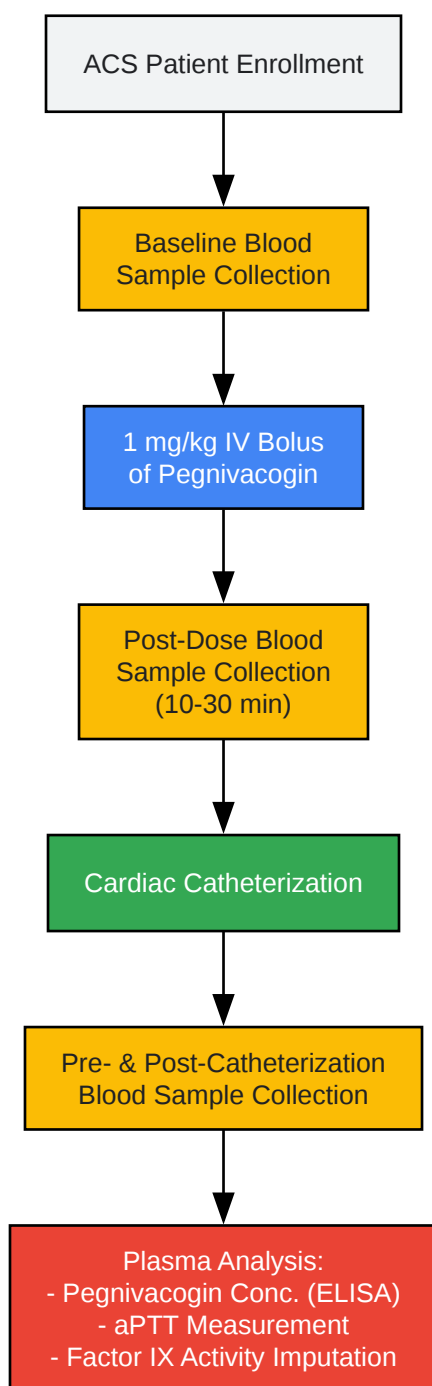 ACS Patient Enrollment
Baseline Blood
Sample Collection
1 mg/kg IV Bolus
of Pegnivacogin
Post-Dose Blood
Sample Collection
(10-30 min)
Cardiac Catheterization
Pre- & Post-Catheterization
Blood Sample Collection
Plasma Analysis:
- Pegnivacogin Conc. (ELISA)
- aPTT Measurement
- Factor IX Activity Imputation